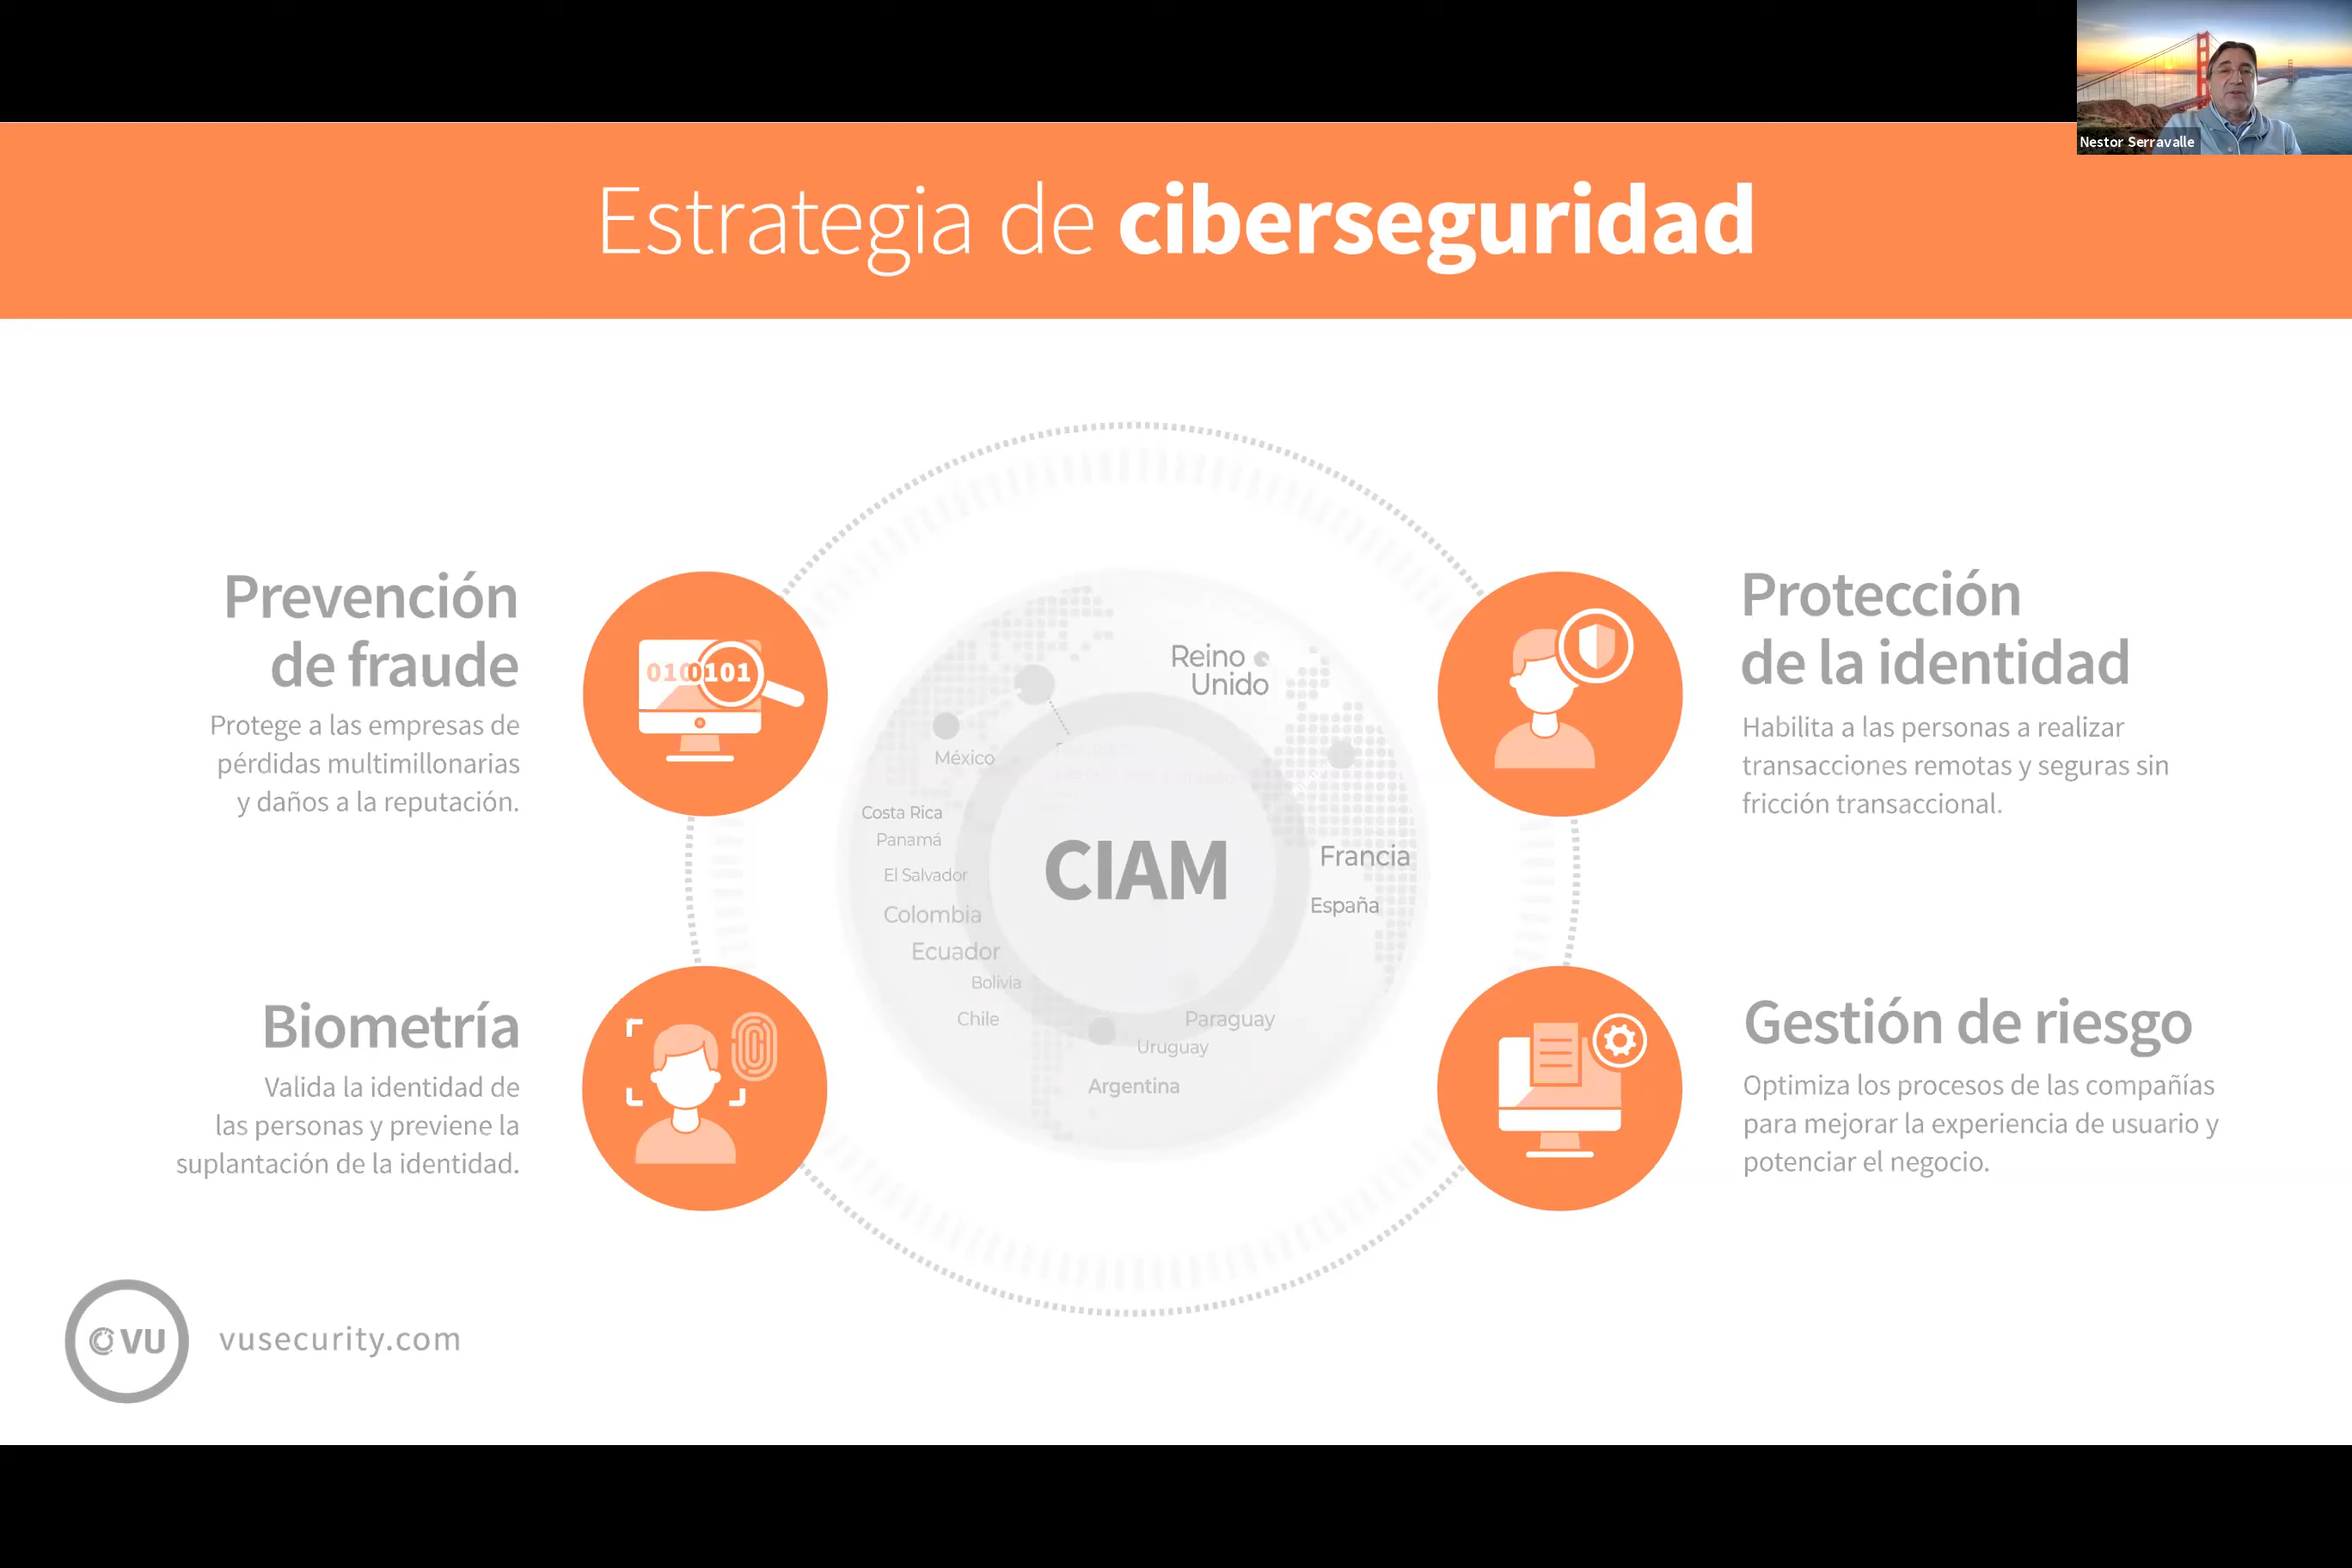 Nestor Serravalle
Estrategia de ciberseguridad
Prevención
de fraude
Protege a las empresas de
pérdidas multimillonarias
y daños a la reputación.
010101
Protección
de la identidad
Habilita a las personas a realizar
transacciones remotas y seguras sin
fricción transaccional.
Reino
Unido
México
Costa Rica
Panamá
El Salvador
Colombia
Ecuador
Bolivia
Chile
CIAM
Francia
España
Paraguay
Uruguay
Argentina
Biometría
Valida la identidad de
las personas y previene la
suplantación de la identidad.
Gestión de riesgo
Optimiza los procesos de las compañías
para mejorar la experiencia de usuario y
potenciar el negocio.
VU
vusecurity.com